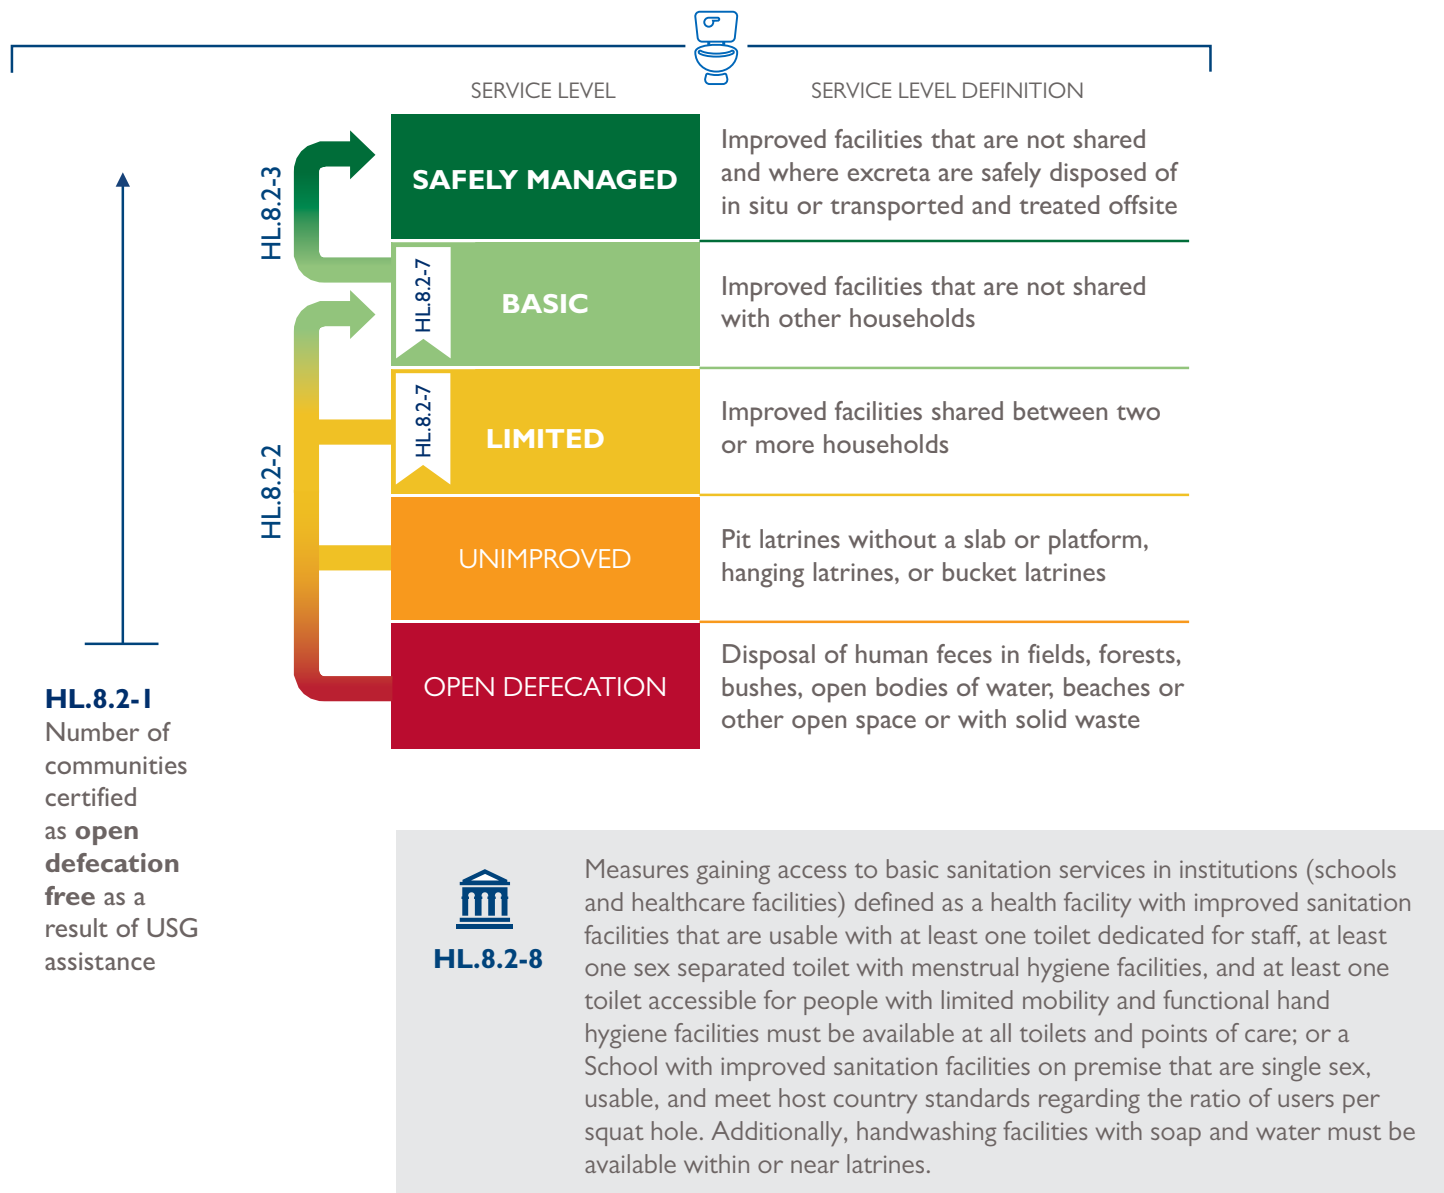 SERVICE LEVEL
SERVICE LEVEL DEFINITION
SAFELY MANAGED
Improved facilities that are not shared
and where excreta are safely disposed of
in situ or transported and treated offsite
HL.8.2-3
HL.8.2-7
BASIC
Improved facilities that are not shared
with other households
HL.8.2-7
LIMITED
Improved facilities shared between two
or more households
HL.8.2-2
UNIMPROVED
Pit latrines without a slab or platform,
hanging latrines, or bucket latrines
OPEN DEFECATION
Disposal of human feces in fields, forests,
bushes, open bodies of water, beaches or
other open space or with solid waste
HL.8.2-1
Number of
communities
certified
as open
defecation
free as a
result of USG
assistance
HL.8.2-8
Measures gaining access to basic sanitation services in institutions (schools
and healthcare facilities) defined as a health facility with improved sanitation
facilities that are usable with at least one toilet dedicated for staff, at least
one sex separated toilet with menstrual hygiene facilities, and at least one
toilet accessible for people with limited mobility and functional hand
hygiene facilities must be available at all toilets and points of care; or a
School with improved sanitation facilities on premise that are single sex,
usable, and meet host country standards regarding the ratio of users per
squat hole. Additionally, handwashing facilities with soap and water must be
available within or near latrines.